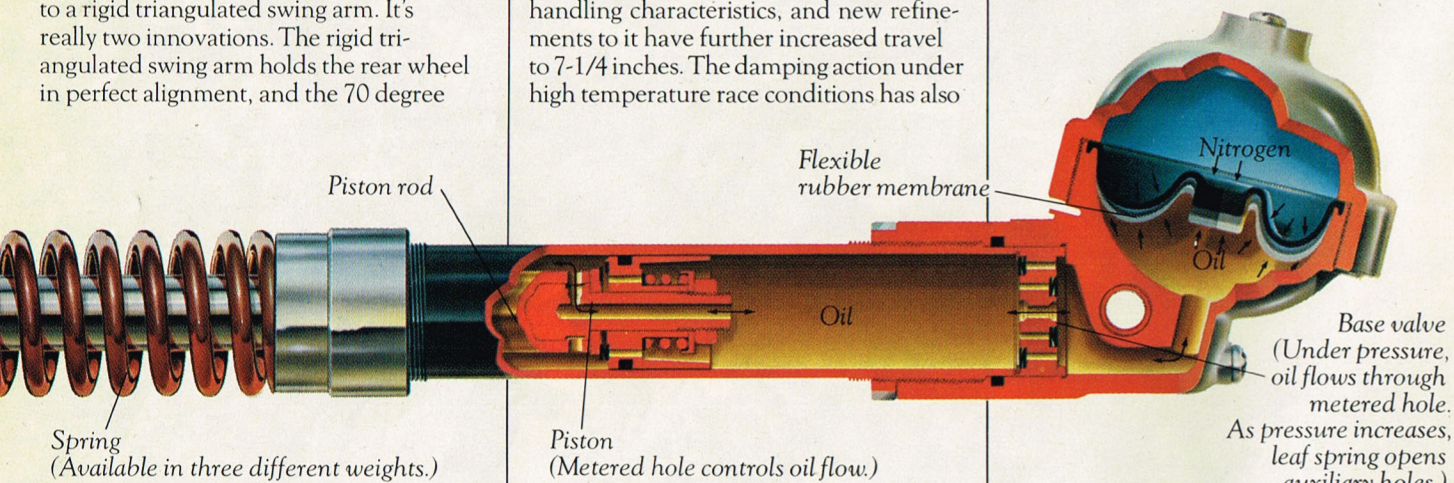 to a rigid triangulated swing arm. It's
really two innovations. The rigid tri-
angulated swing arm holds the rear wheel
in perfect alignment, and the 70 degree
handling characteristics, and new refine-
ments to it have further increased travel
to 7-1/4 inches. The damping action under
high temperature race conditions has also
Piston rod
Flexible
rubber membrane
Nitrogen
Oil
Oil
Spring
(Available in three different weights.)
Piston
(Metered hole controls oil flow.)
Base valve
(Under pressure,
oil flows through
metered hole.
As pressure increases,
leaf spring opens
auxiliary holes.)